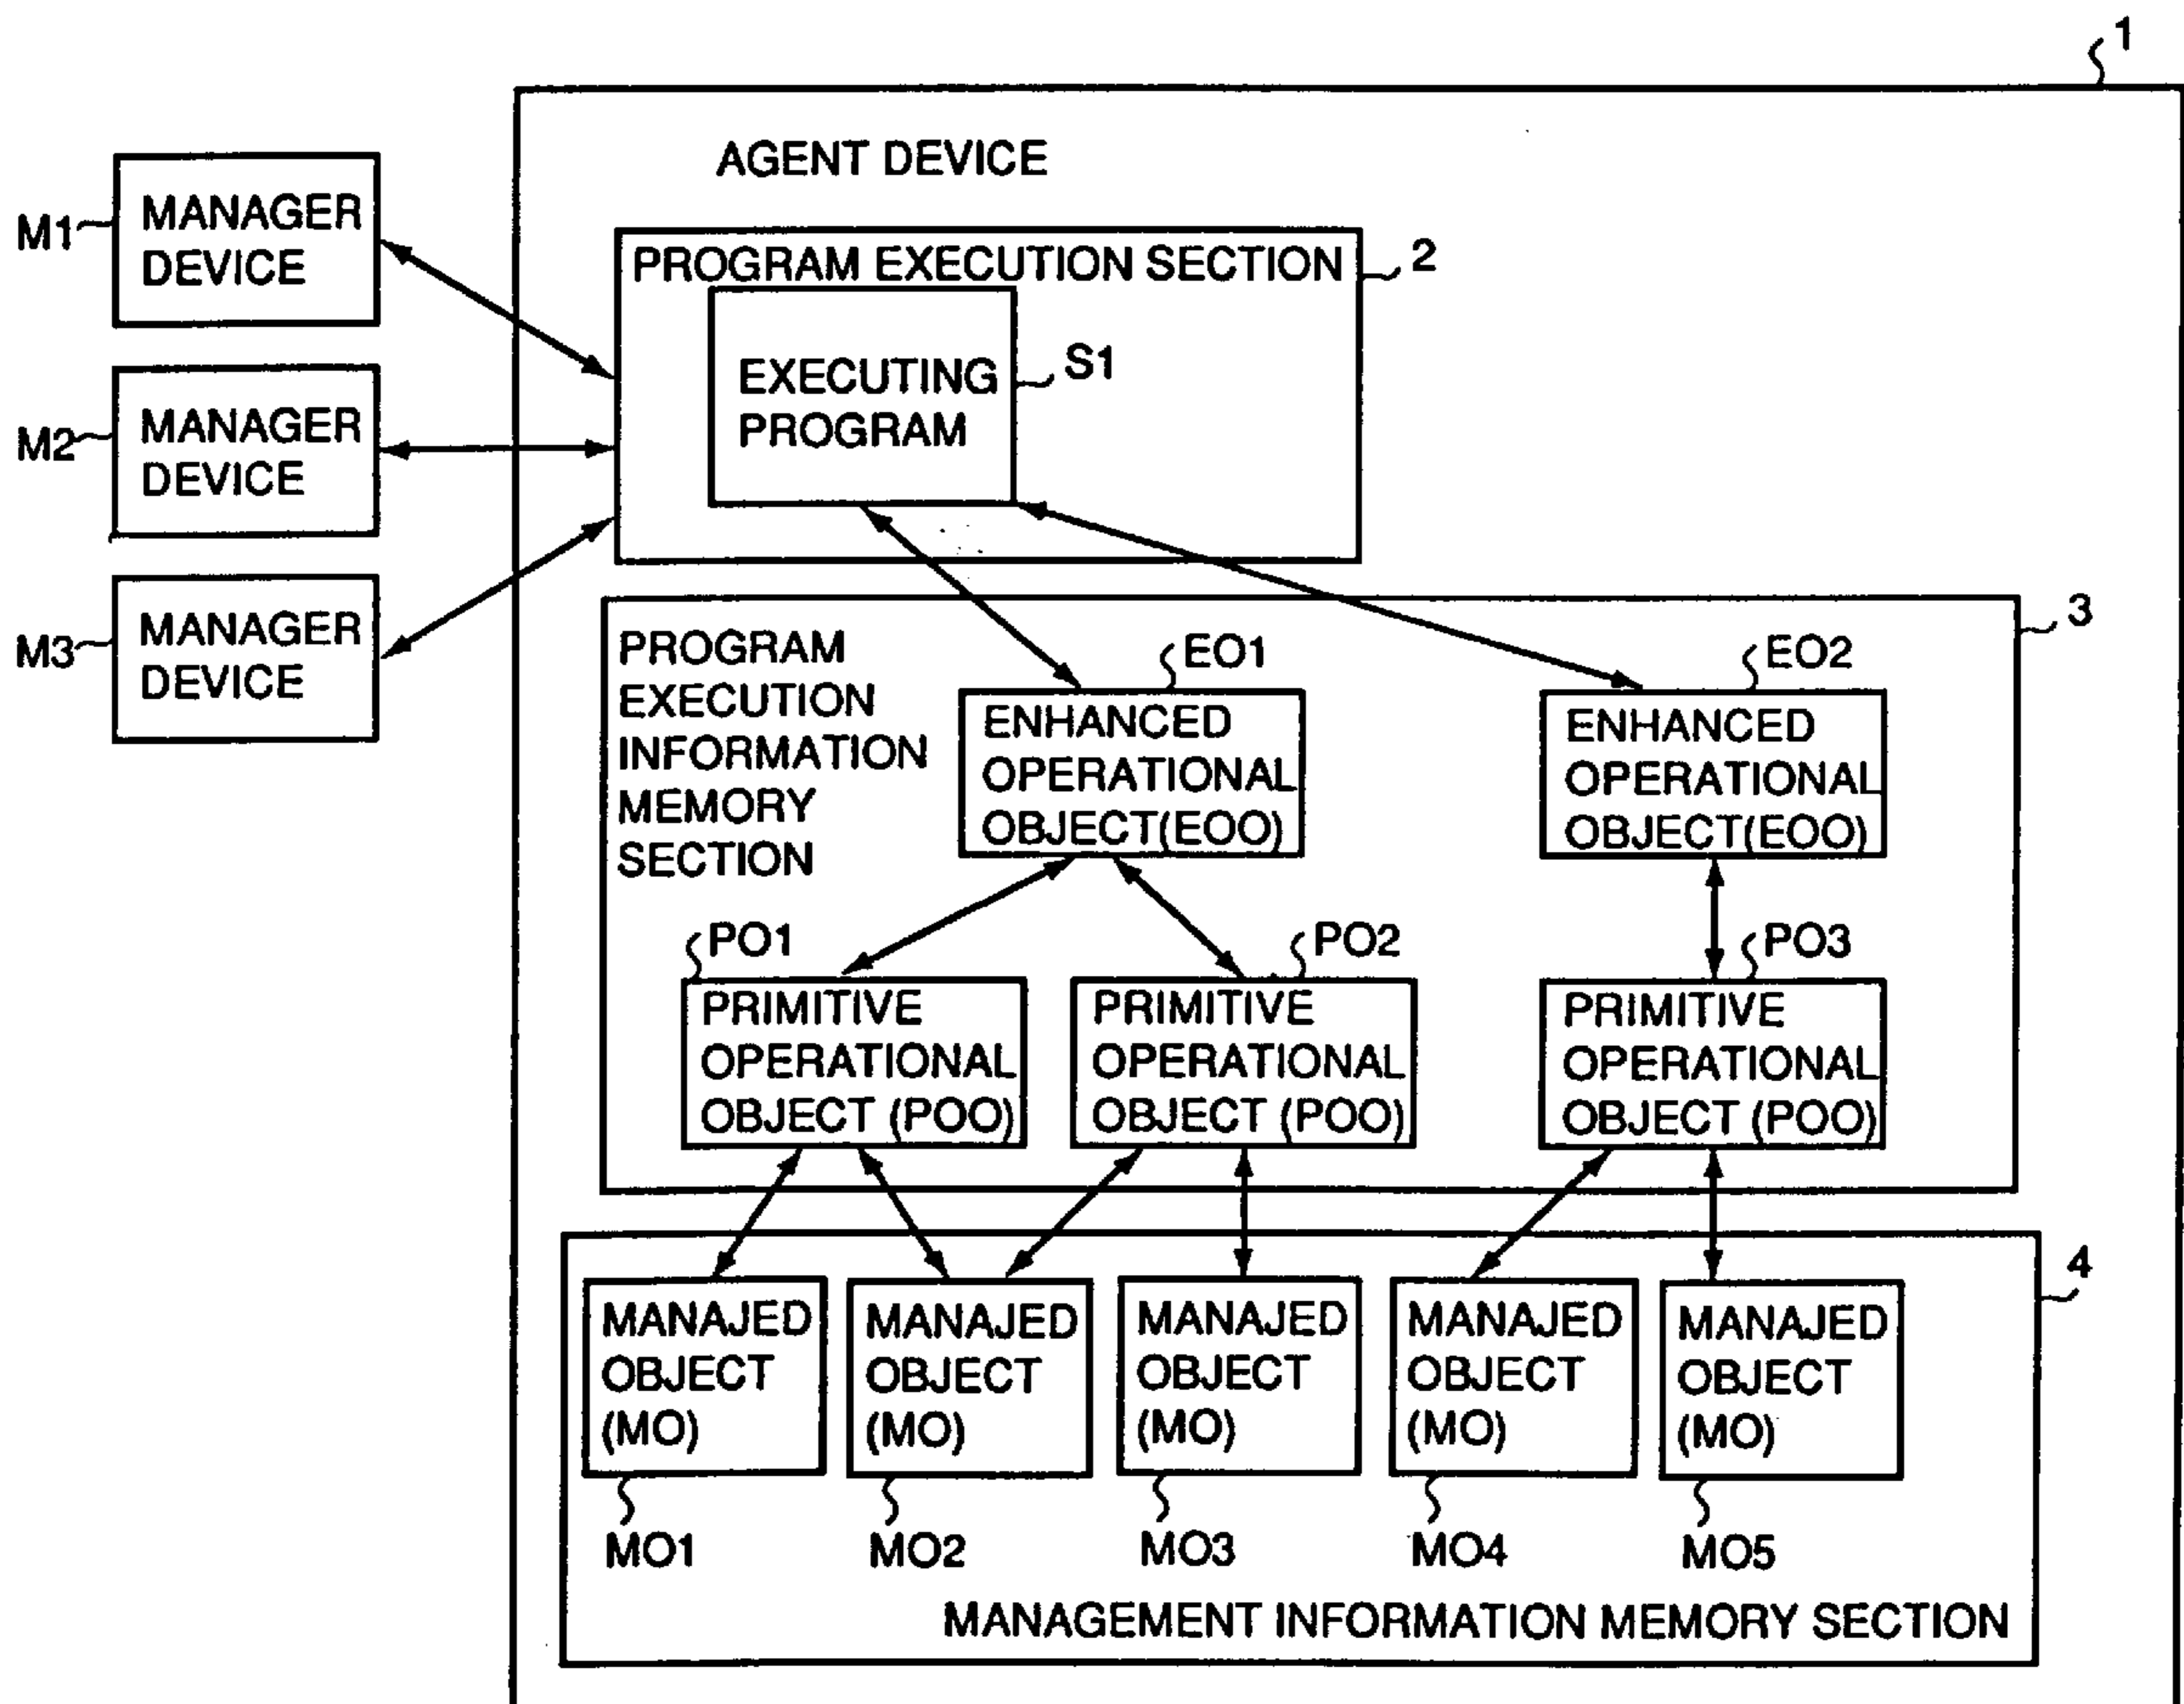 1
AGENT DEVICE
M1
MANAGER
DEVICE
M2
MANAGER
DEVICE
M3
MANAGER
DEVICE
PROGRAM EXECUTION SECTION
2
EXECUTING
PROGRAM
S1
3
PROGRAM
EXECUTION
INFORMATION
MEMORY
SECTION
EO1
ENHANCED
OPERATIONAL
OBJECT(EOO)
EO2
ENHANCED
OPERATIONAL
OBJECT(EOO)
PO1
PRIMITIVE
OPERATIONAL
OBJECT (POO)
PO2
PRIMITIVE
OPERATIONAL
OBJECT (POO)
PO3
PRIMITIVE
OPERATIONAL
OBJECT (POO)
4
MANAJED
OBJECT
(MO)
MO1
MANAJED
OBJECT
(MO)
MO2
MANAJED
OBJECT
(MO)
MO3
MANAJED
OBJECT
(MO)
MO4
MANAJED
OBJECT
(MO)
MO5
MANAGEMENT INFORMATION MEMORY SECTION